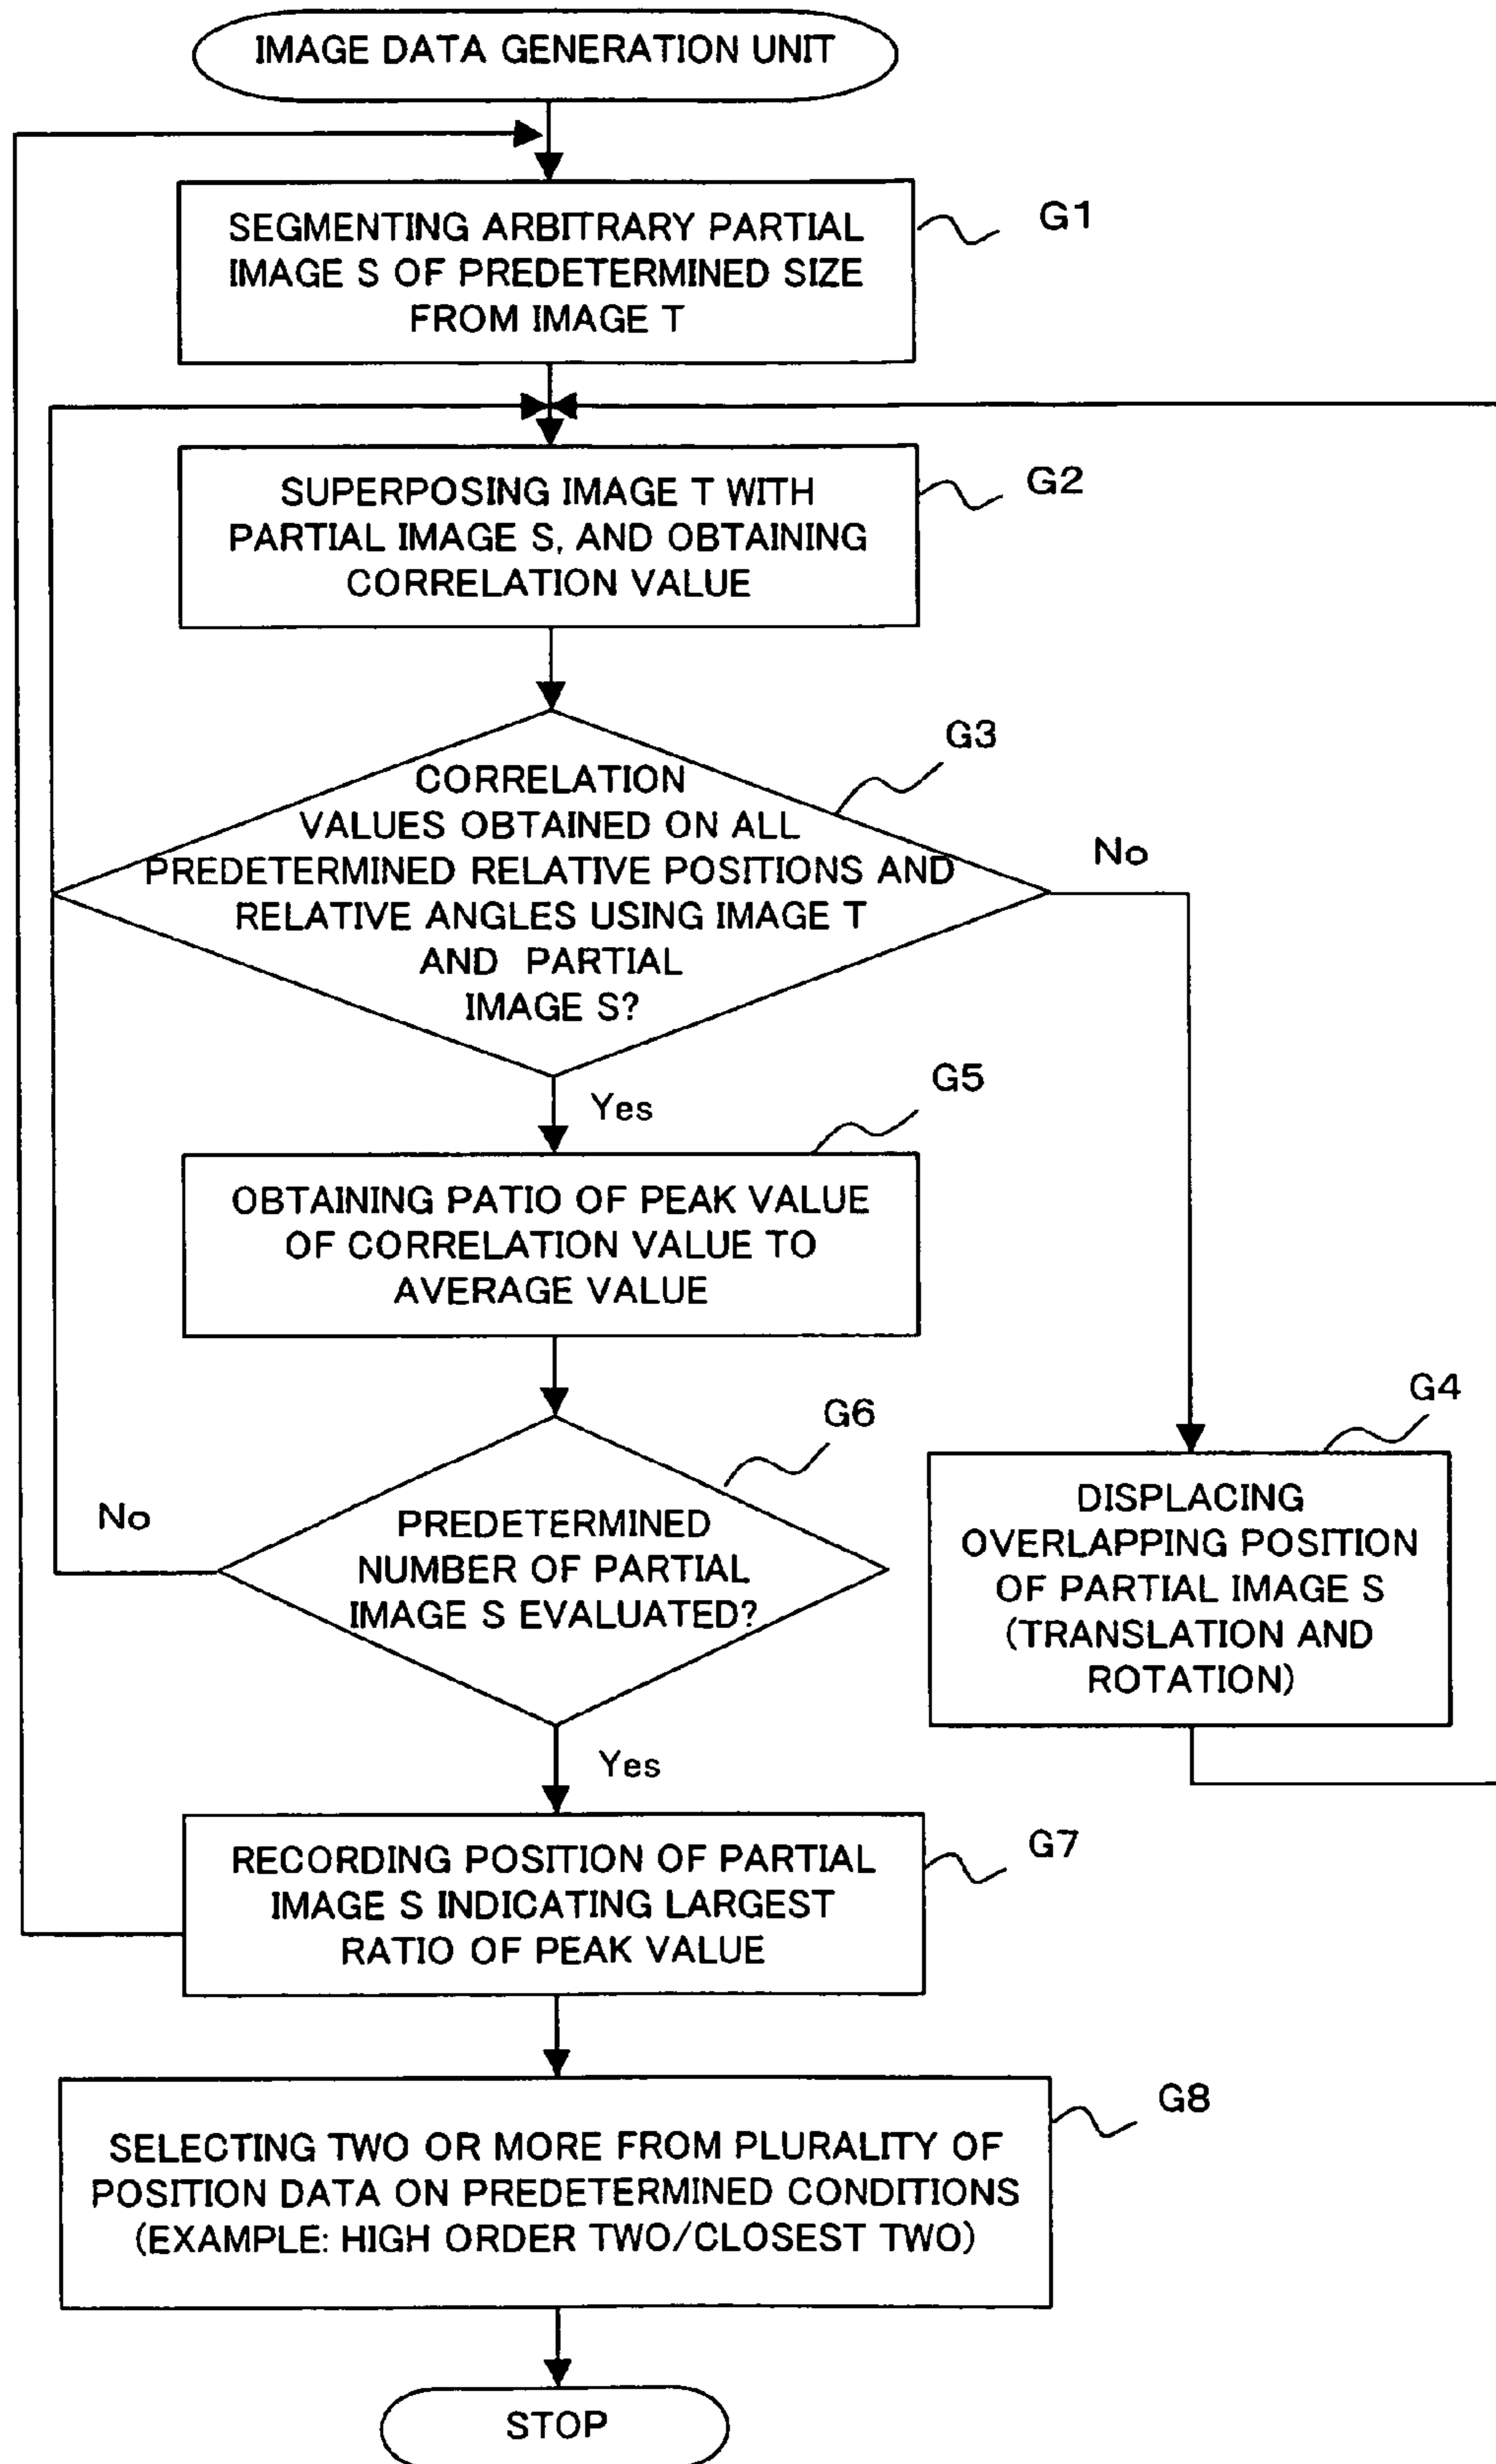 IMAGE DATA GENERATION UNIT
SEGMENTING ARBITRARY PARTIAL
IMAGE S OF PREDETERMINED SIZE
FROM IMAGE T
G1
SUPERPOSING IMAGE T WITH
PARTIAL IMAGE S, AND OBTAINING
CORRELATION VALUE
G2
CORRELATION
VALUES OBTAINED ON ALL
PREDETERMINED RELATIVE POSITIONS AND
RELATIVE ANGLES USING IMAGE T
AND PARTIAL
IMAGE S?
G3
No
Yes
G5
OBTAINING PATIO OF PEAK VALUE
OF CORRELATION VALUE TO
AVERAGE VALUE
G6
PREDETERMINED
NUMBER OF PARTIAL
IMAGE S EVALUATED?
No
G4
DISPLACING
OVERLAPPING POSITION
OF PARTIAL IMAGE S
(TRANSLATION AND
ROTATION)
Yes
RECORDING POSITION OF PARTIAL
IMAGE S INDICATING LARGEST
RATIO OF PEAK VALUE
G7
SELECTING TWO OR MORE FROM PLURALITY OF
POSITION DATA ON PREDETERMINED CONDITIONS
(EXAMPLE: HIGH ORDER TWO/CLOSEST TWO)
G8
STOP